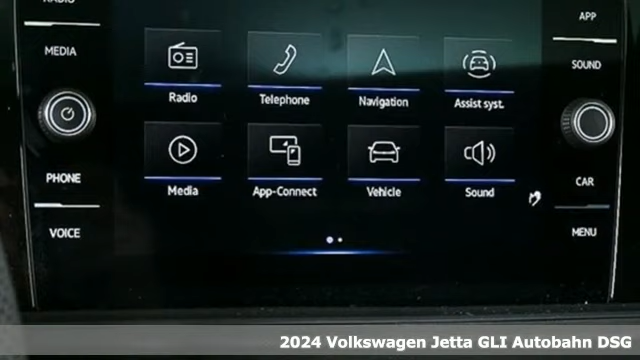 RADIO
APP
MEDIA
SOUND
Radio
Telephone
Navigation
Assist syst.
PHONE
CAR
Media
App-Connect
Vehicle
Sound
VOICE
MENU
2024 Volkswagen Jetta GLI Autobahn DSG